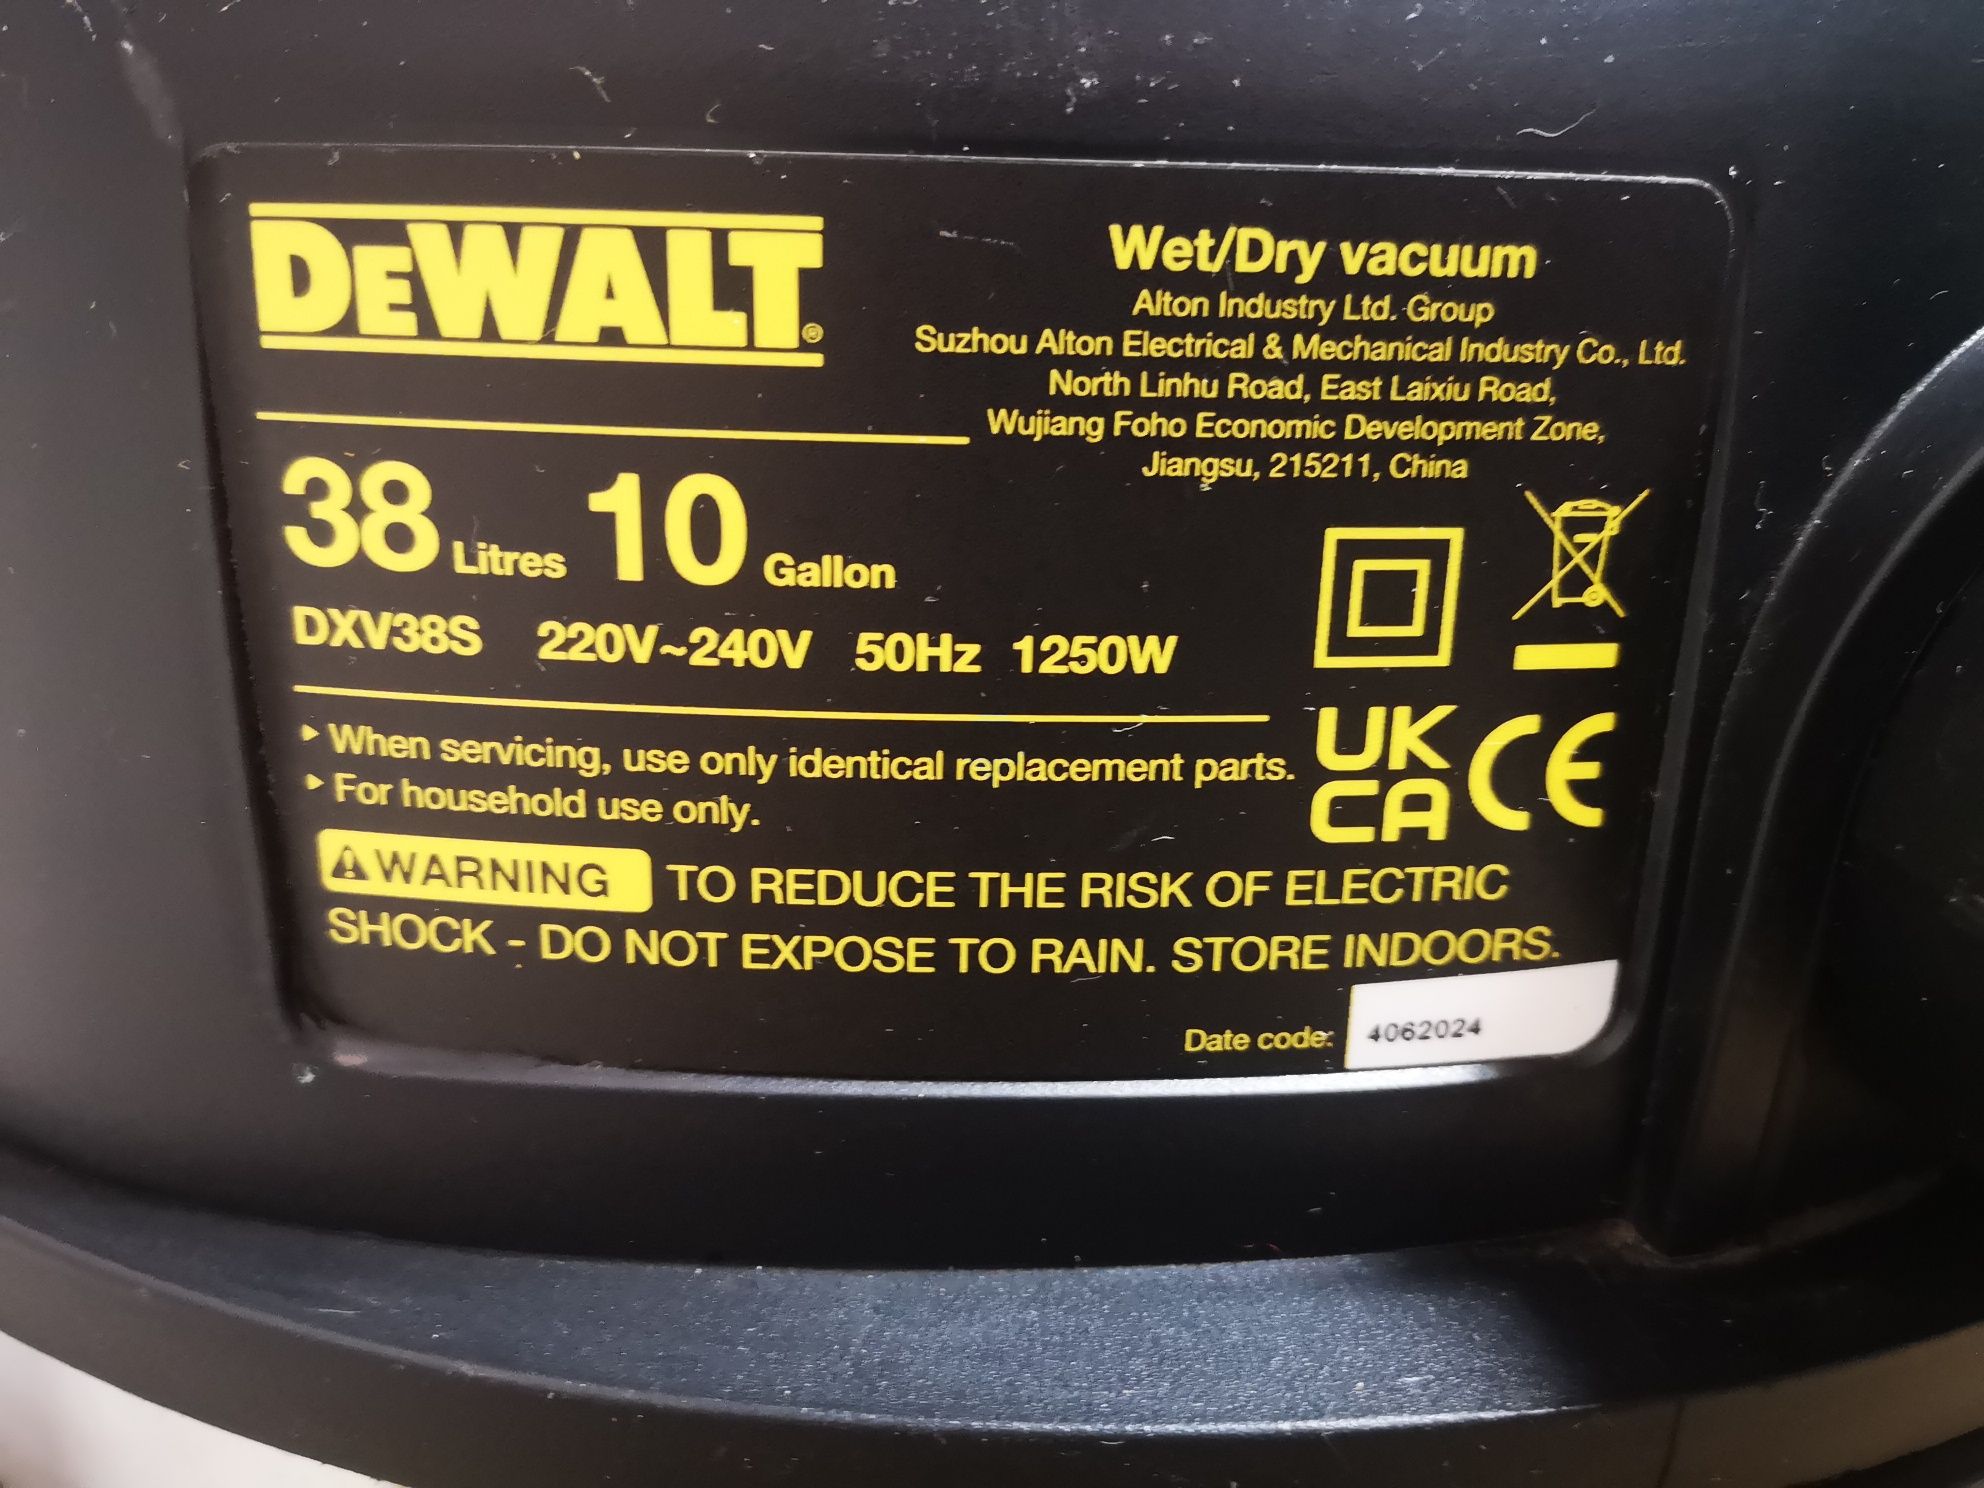 DEWALT®
Wet/Dry vacuum
Alton Industry Ltd. Group
Suzhou Alton Electrical & Mechanical Industry Co., Ltd.
North Linhu Road, East Laixiu Road,
Wujiang Foho Economic Development Zone,
Jiangsu, 215211, China
38 Litres 10 Gallon
DXV38S 220V~240V 50Hz 1250W
▸ When servicing, use only identical replacement parts.
▸ For household use only.
UK
CA
CE
⚠ WARNING TO REDUCE THE RISK OF ELECTRIC
SHOCK - DO NOT EXPOSE TO RAIN. STORE INDOORS.
Date code: 4062024